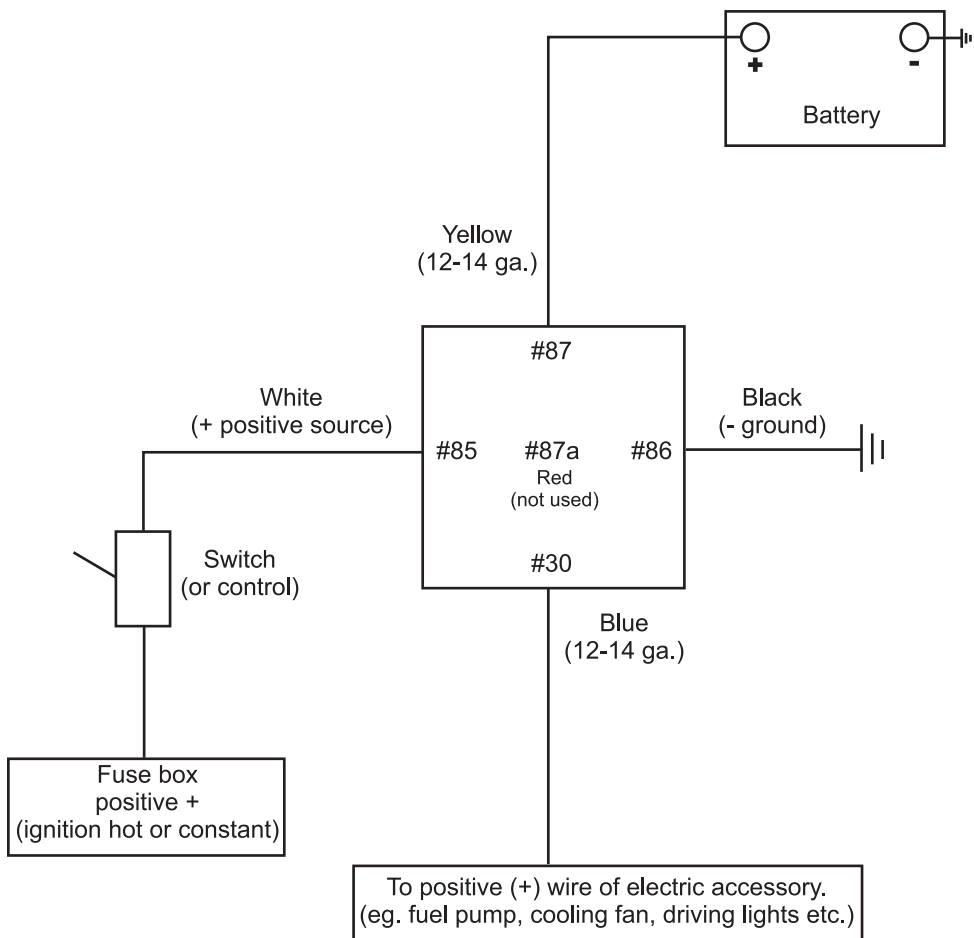 +
-
Battery
Yellow
(12-14 ga.)
#87
White
(+ positive source)
Black
(- ground)
#85
#87a
#86
Red
(not used)
#30
Switch
(or control)
Blue
(12-14 ga.)
Fuse box
positive +
(ignition hot or constant)
To positive (+) wire of electric accessory.
(eg. fuel pump, cooling fan, driving lights etc.)